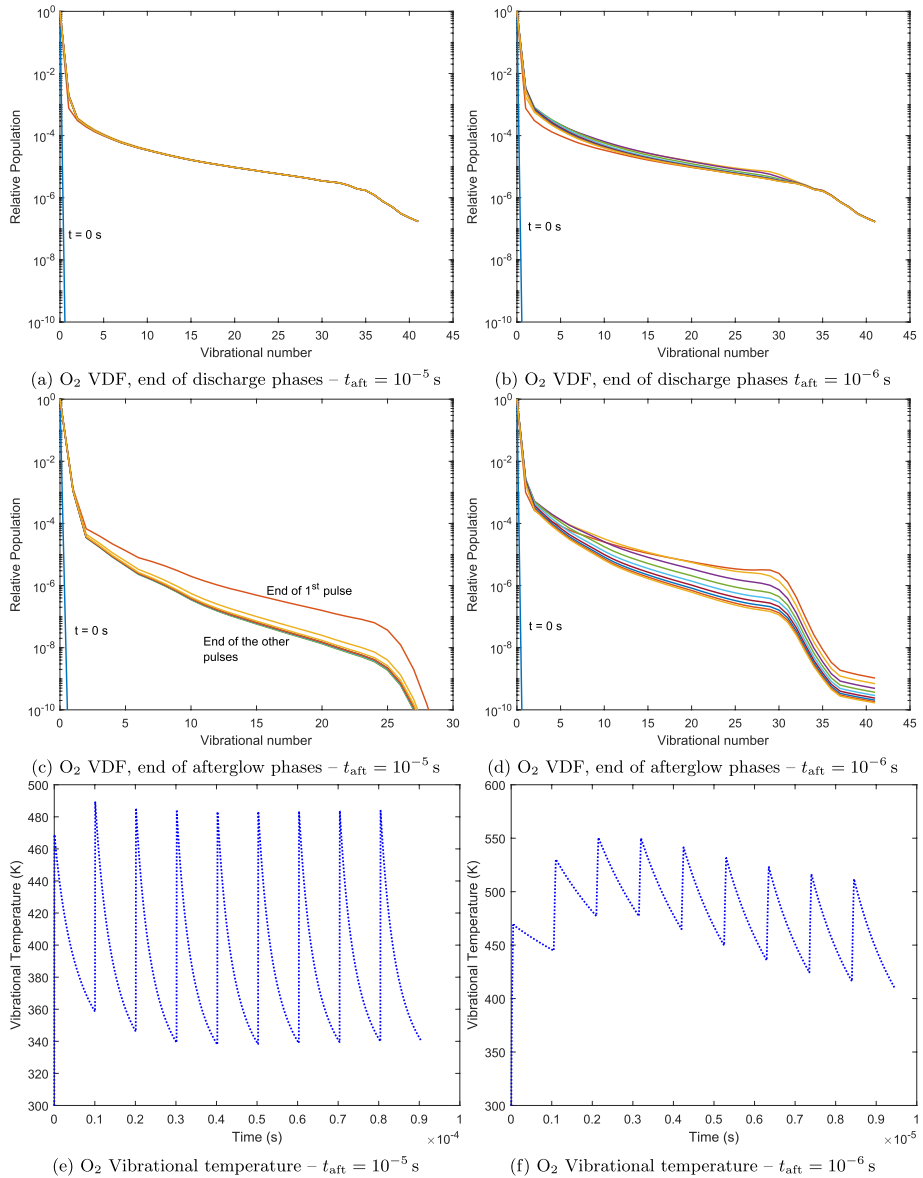 10^0
10^-2
10^-4
10^-6
10^-8
10^-10
Relative Population
t = 0 s
0 5 10 15 20 25 30 35 40 45
Vibrational number
(a) O₂ VDF, end of discharge phases – t_aft = 10^-5 s
10^0
10^-2
10^-4
10^-6
10^-8
10^-10
Relative Population
t = 0 s
0 5 10 15 20 25 30 35 40 45
Vibrational number
(b) O₂ VDF, end of discharge phases t_aft = 10^-6 s
10^0
10^-2
10^-4
10^-6
10^-8
10^-10
Relative Population
End of 1^st pulse
t = 0 s
End of the other
pulses
0 5 10 15 20 25 30
Vibrational number
(c) O₂ VDF, end of afterglow phases – t_aft = 10^-5 s
10^0
10^-2
10^-4
10^-6
10^-8
10^-10
Relative Population
t = 0 s
0 5 10 15 20 25 30 35 40 45
Vibrational number
(d) O₂ VDF, end of afterglow phases – t_aft = 10^-6 s
500
480
460
440
420
400
380
360
340
320
300
Vibrational Temperature (K)
0 0.1 0.2 0.3 0.4 0.5 0.6 0.7 0.8 0.9 1
Time (s)
×10^-4
(e) O₂ Vibrational temperature – t_aft = 10^-5 s
600
550
500
450
400
350
300
Vibrational Temperature (K)
0 0.1 0.2 0.3 0.4 0.5 0.6 0.7 0.8 0.9 1
Time (s)
×10^-5
(f) O₂ Vibrational temperature – t_aft = 10^-6 s